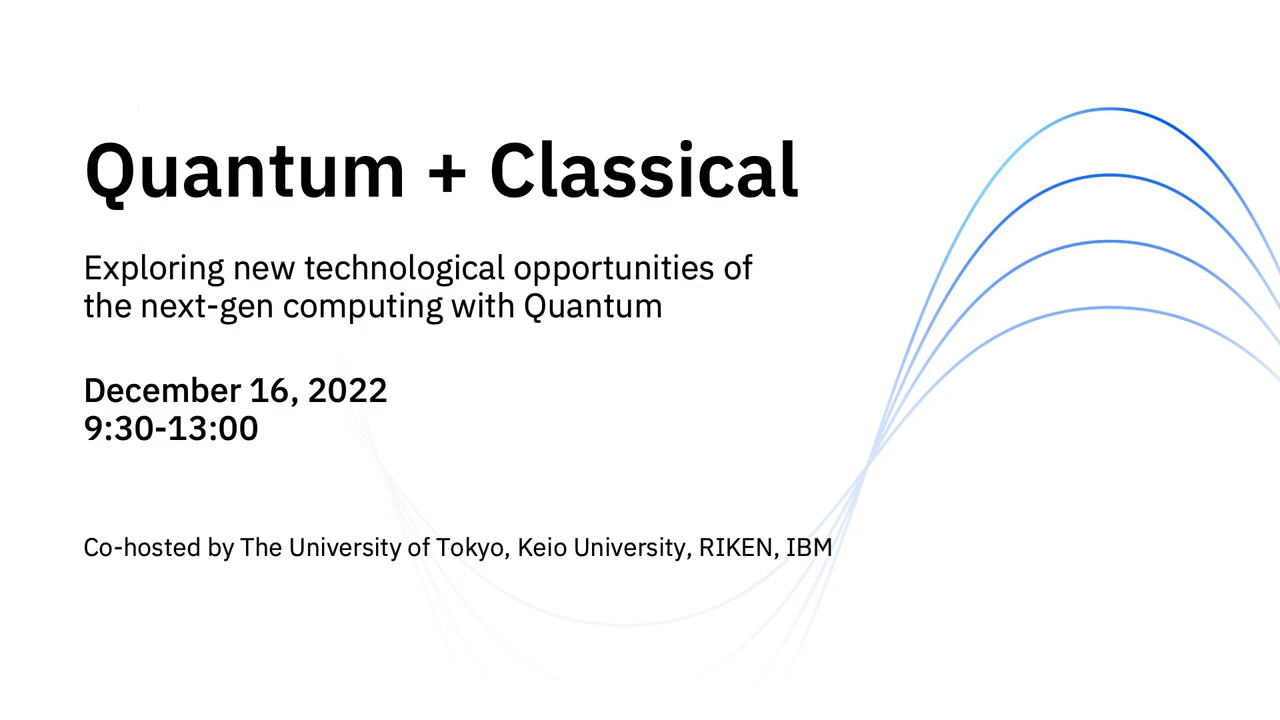 Quantum + Classical
Exploring new technological opportunities of
the next-gen computing with Quantum
December 16, 2022
9:30-13:00
Co-hosted by The University of Tokyo, Keio University, RIKEN, IBM